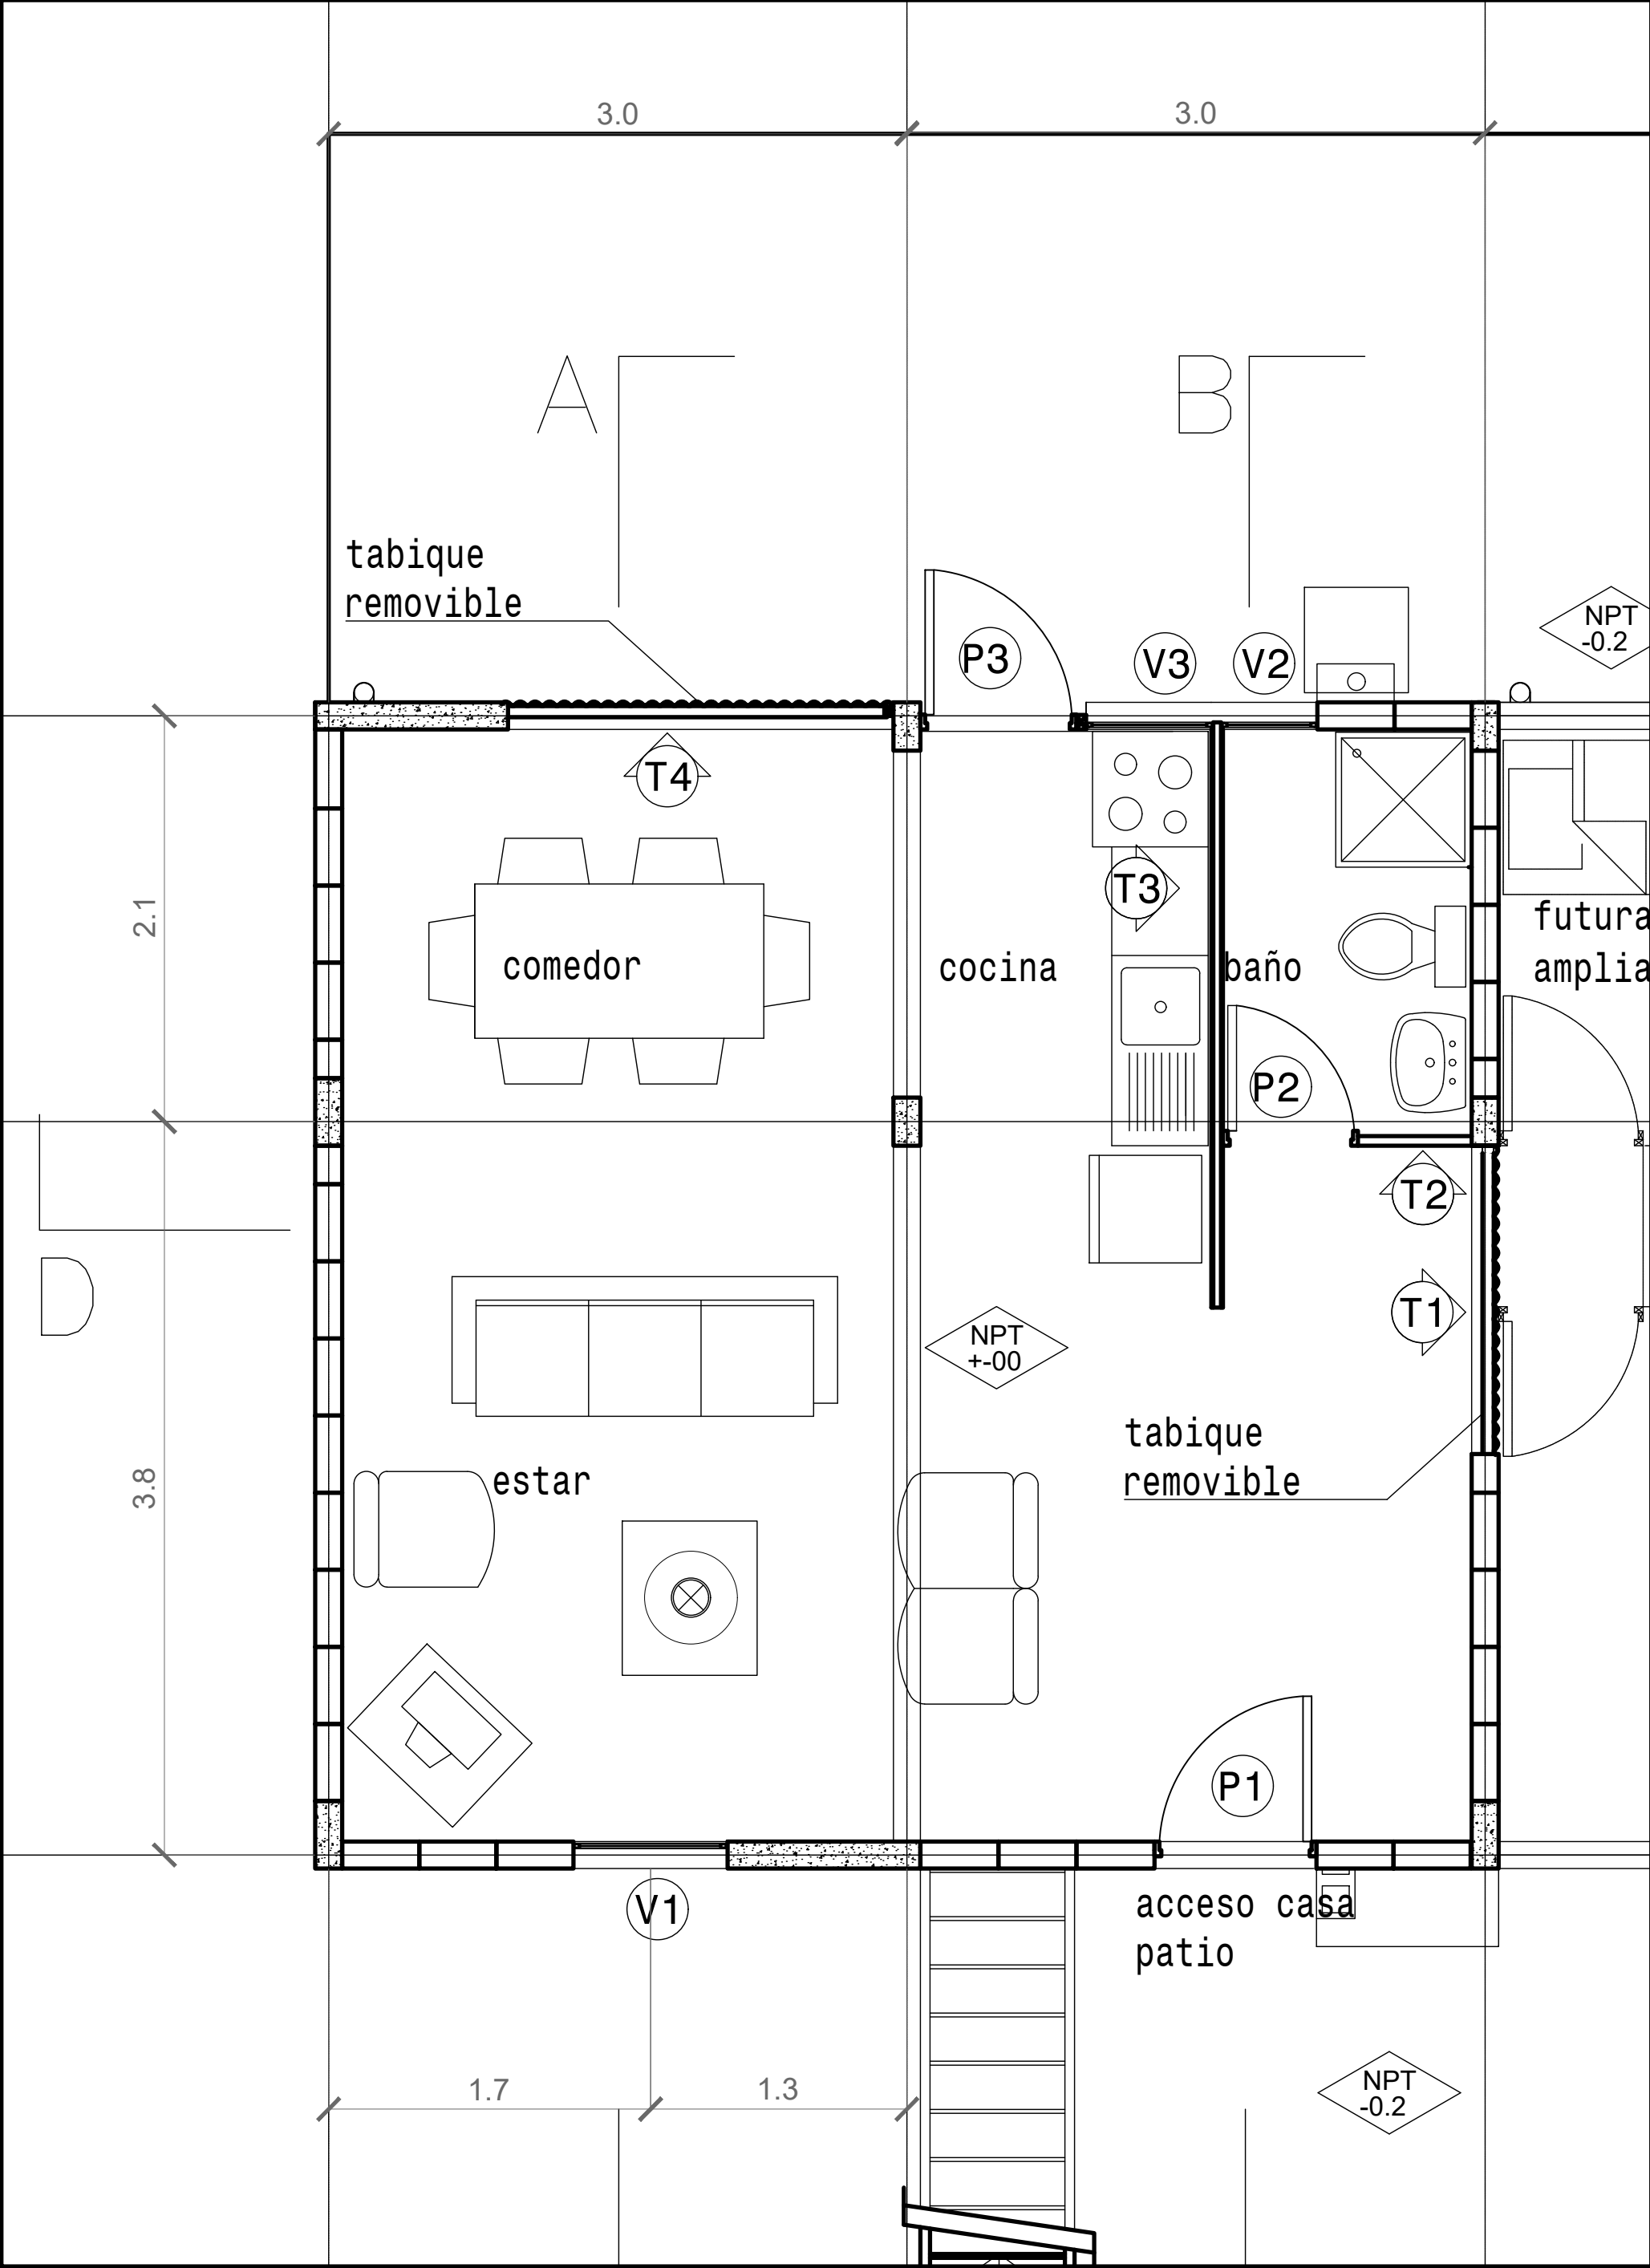 3.0
3.0
A
B
tabique
removible
P3
V3
V2
NPT
-0.2
T4
T3
2.1
comedor
cocina
baño
futura
amplia
P2
T2
D
T1
NPT
+-00
tabique
removible
3.8
estar
P1
V1
acceso casa
patio
1.7
1.3
NPT
-0.2